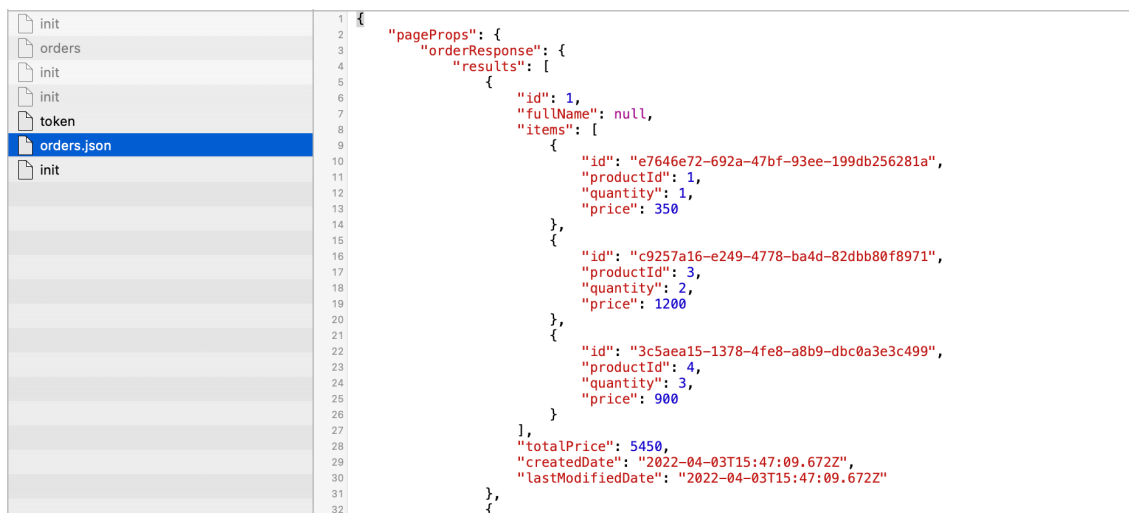 init
orders
init
init
token
orders.json
init
1 {
2 "pageProps": {
3 "orderResponse": {
4 "results": [
5 {
6 "id": 1,
7 "fullName": null,
8 "items": [
9 {
10 "id": "e7646e72-692a-47bf-93ee-199db256281a",
11 "productId": 1,
12 "quantity": 1,
13 "price": 350
14 },
15 {
16 "id": "c9257a16-e249-4778-ba4d-82dbb80f8971",
17 "productId": 3,
18 "quantity": 2,
19 "price": 1200
20 },
21 {
22 "id": "3c5aea15-1378-4fe8-a8b9-dbc0a3e3c499",
23 "productId": 4,
24 "quantity": 3,
25 "price": 900
26 }
27 ],
28 "totalPrice": 5450,
29 "createdDate": "2022-04-03T15:47:09.672Z",
30 "lastModifiedDate": "2022-04-03T15:47:09.672Z"
31 },
32 {